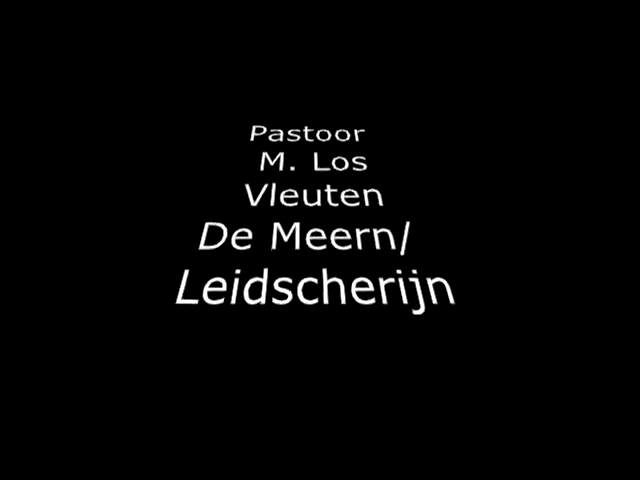 Pastoor
M. Los
Vleuten
De Meern/
Leidscherijn